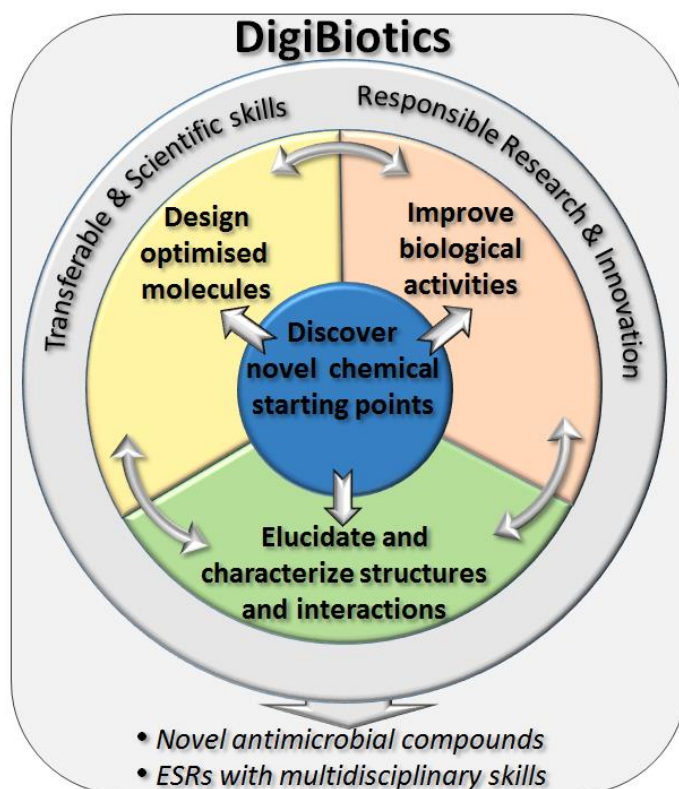 DigiBiotics
Transferable & Scientific skills
Responsible Research & Innovation
Design
optimised
molecules
Improve
biological
activities
Discover
novel chemical
starting points
Elucidate and
characterize structures
and interactions
• Novel antimicrobial compounds
• ESRs with multidisciplinary skills